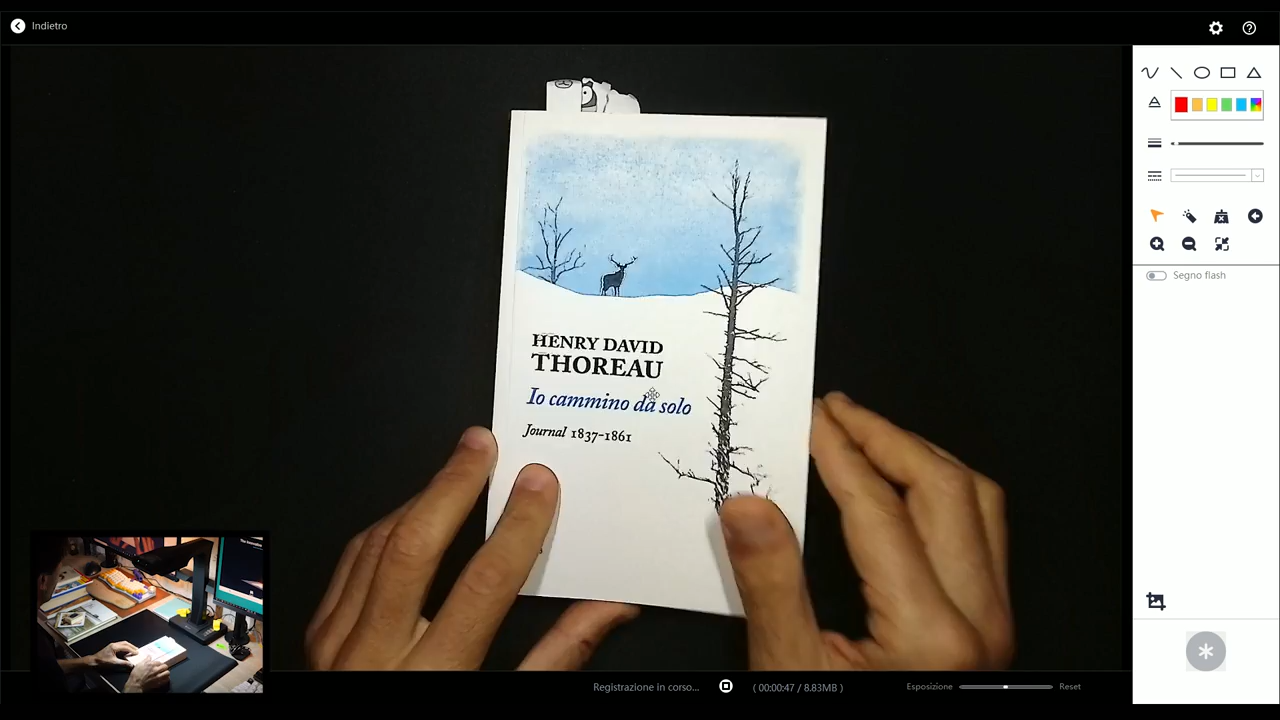 Indietro
HENRY DAVID
THOREAU
Io cammino da solo
Journal 1837-1861
Segno flash
Registrazione in corso...
( 00:00:47 / 8.83MB )
Esposizione
Reset